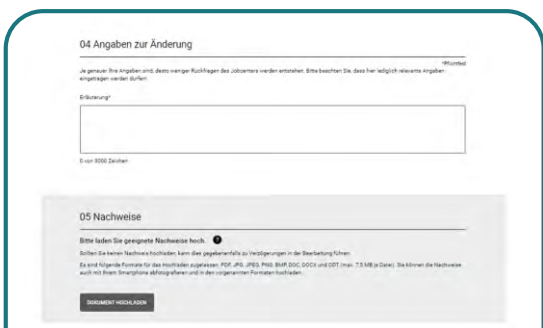 04 Angaben zur Änderung
*Pflichtfeld
Je genauer Ihre Angaben sind, desto weniger Rückfragen des Jobcenters werden entstehen. Bitte beachten Sie, dass hier lediglich relevante Angaben
eingetragen werden dürfen.
Erläuterung*
0 von 3000 Zeichen
05 Nachweise
Bitte laden Sie geeignete Nachweise hoch. ?
Sollten Sie keinen Nachweis hochladen, kann dies gegebenenfalls zu Verzögerungen in der Bearbeitung führen.
Es sind folgende Formate für das Hochladen zugelassen: PDF, JPG, JPEG, PNG, BMP, DOC, DOCX und ODT (max. 7,5 MB je Datei). Sie können die Nachweise
auch mit Ihrem Smartphone abfotografieren und in den vorgenannten Formaten hochladen.
DOKUMENT HOCHLADEN